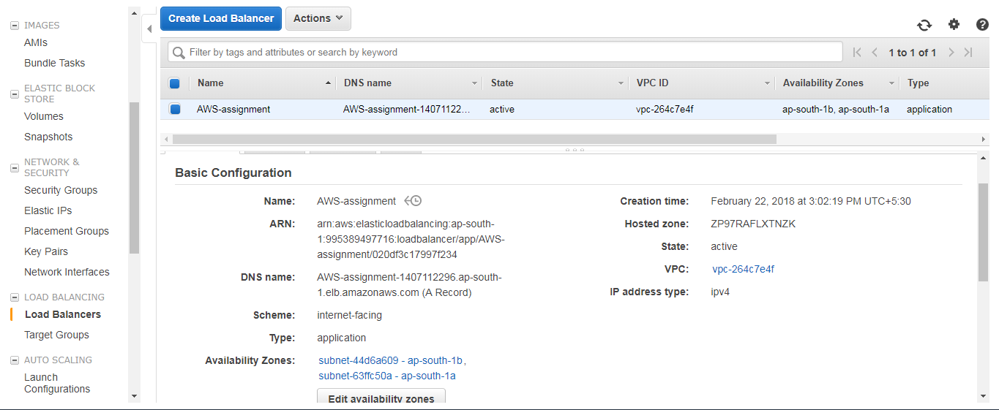 IMAGES
AMIs
Bundle Tasks
ELASTIC BLOCK
STORE
Volumes
Snapshots
NETWORK &
SECURITY
Security Groups
Elastic IPs
Placement Groups
Key Pairs
Network Interfaces
LOAD BALANCING
Load Balancers
Target Groups
AUTO SCALING
Launch
Configurations
Create Load Balancer Actions
Filter by tags and attributes or search by keyword 1 to 1 of 1
Name DNS name State VPC ID Availability Zones Type
AWS-assignment AWS-assignment-14071122... active vpc-264c7e4f ap-south-1b, ap-south-1a application
Basic Configuration
Name: AWS-assignment
ARN: arn:aws:elasticloadbalancing:ap-south-
1:995389497716:loadbalancer/app/AWS-
assignment/020df3c17997f234
DNS name: AWS-assignment-1407112296.ap-south-
1.elb.amazonaws.com (A Record)
Scheme: internet-facing
Type: application
Availability Zones: subnet-44d6a609 - ap-south-1b,
subnet-63ffc50a - ap-south-1a
Edit availability zones
Creation time: February 22, 2018 at 3:02:19 PM UTC+5:30
Hosted zone: ZP97RAFLXTNZK
State: active
VPC: vpc-264c7e4f
IP address type: ipv4